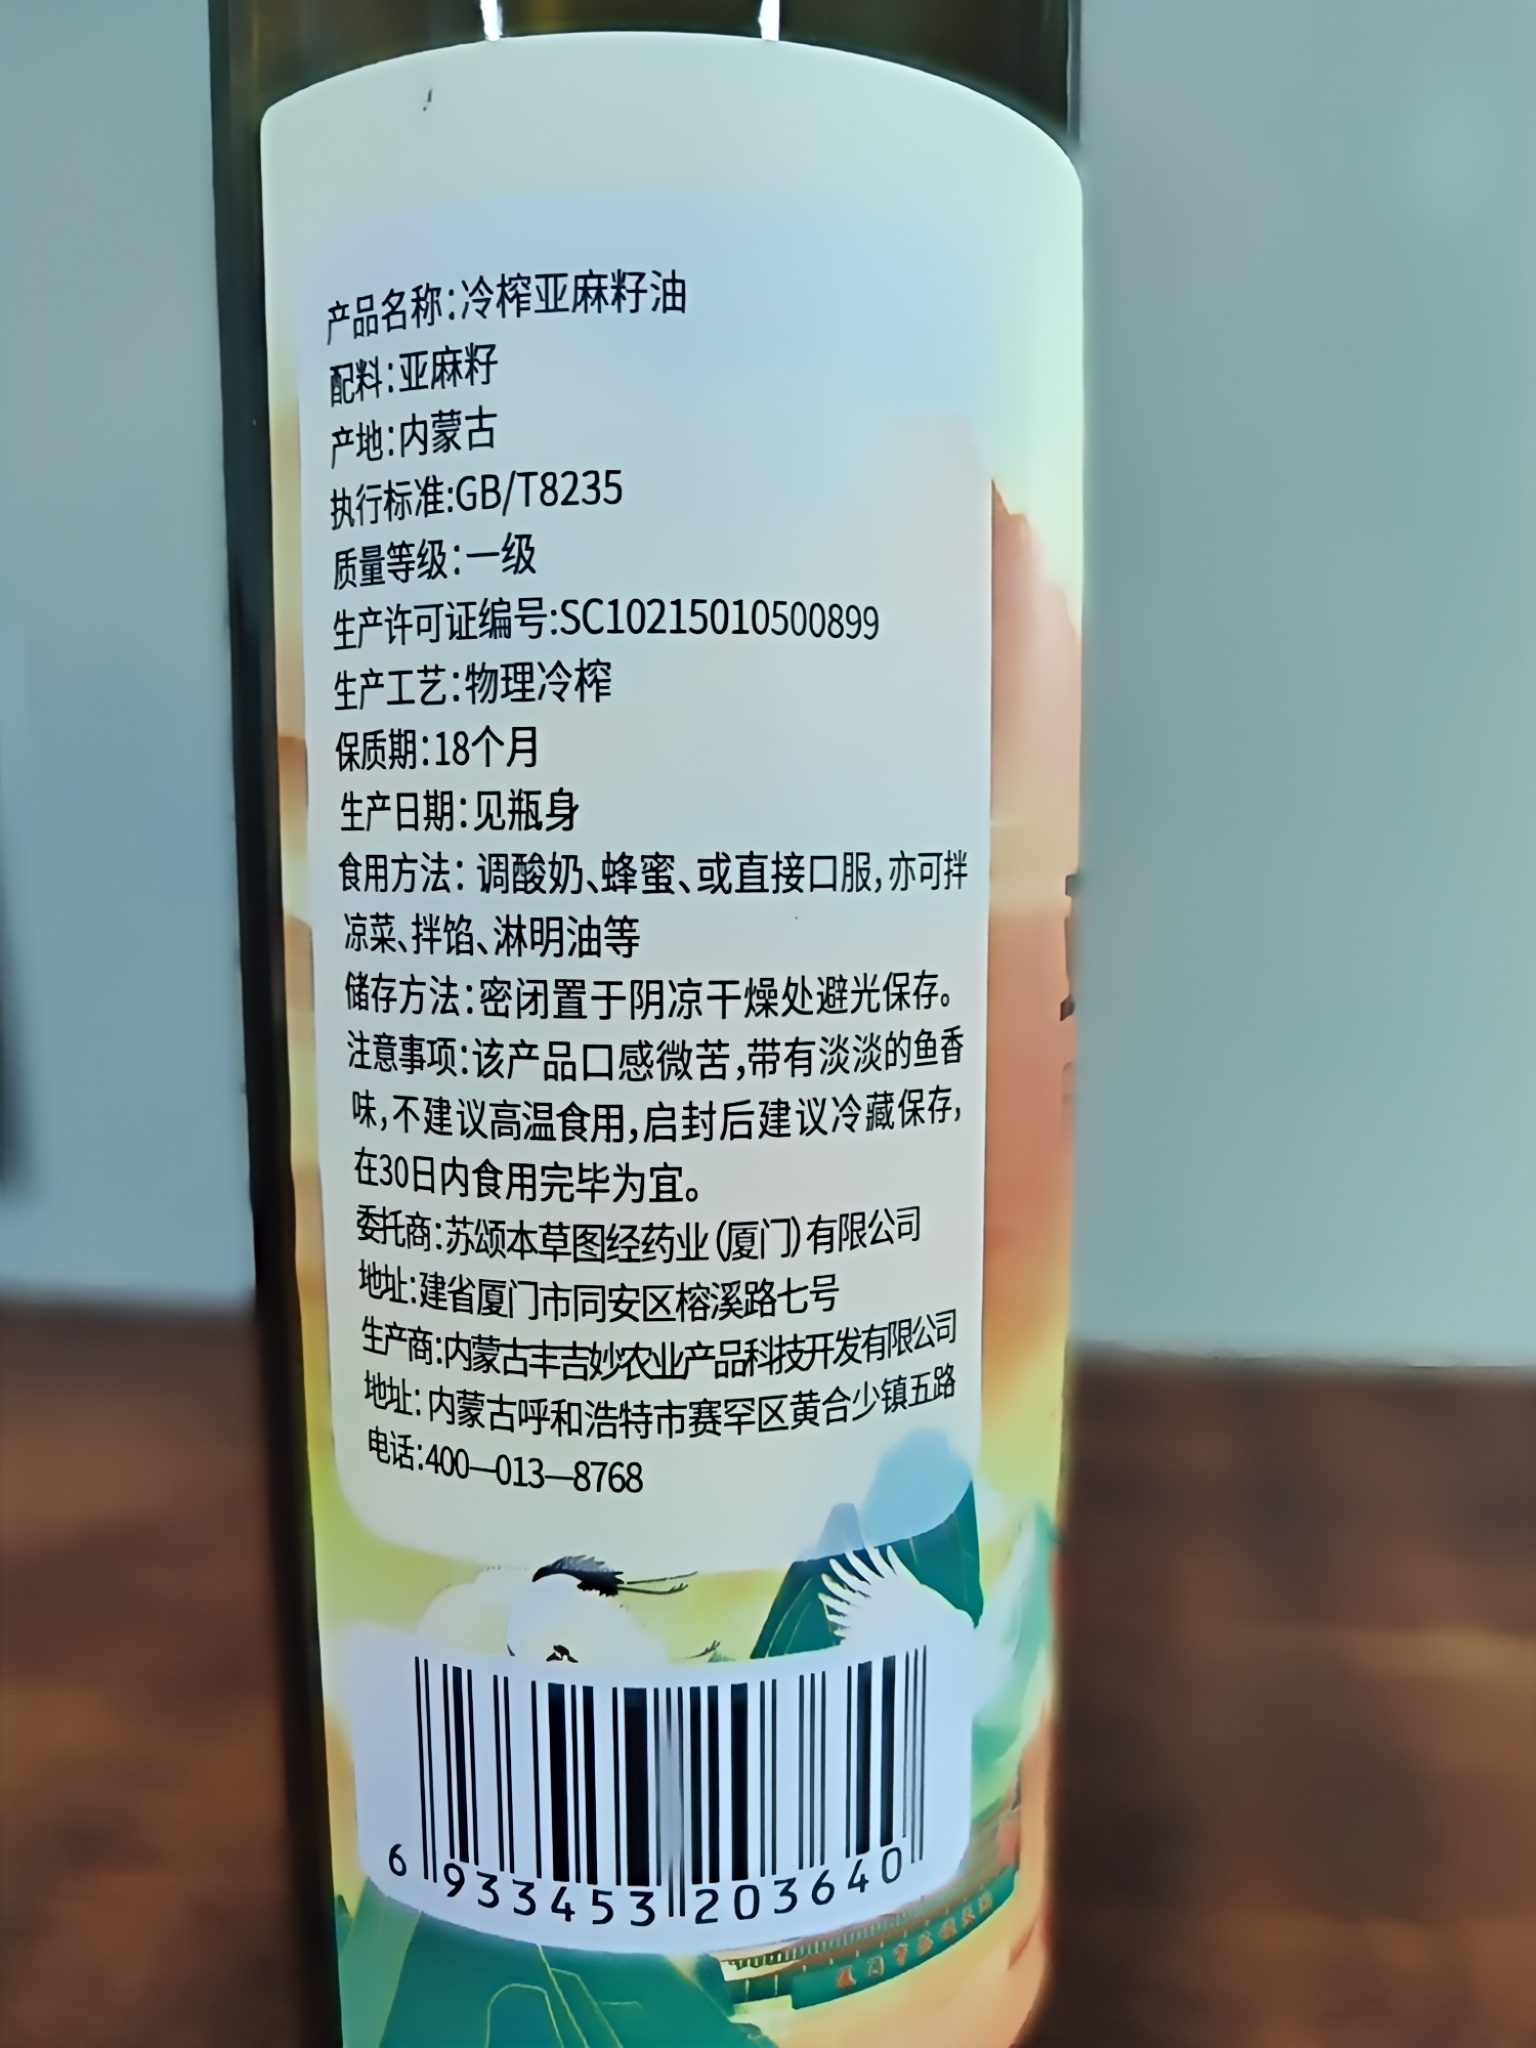 产品名称:冷榨亚麻籽油
配料:亚麻籽
产地:内蒙古
执行标准:GB/T8235
质量等级:一级
生产许可证编号:SC10215010500899
生产工艺:物理冷榨
保质期:18个月
生产日期:见瓶身
食用方法: 调酸奶、蜂蜜、或直接口服,亦可拌
凉菜、拌馅、淋明油等
储存方法:密闭置于阴凉干燥处避光保存。
注意事项:该产品口感微苦,带有淡淡的鱼香
味,不建议高温食用,启封后建议冷藏保存,
在30日内食用完毕为宜。
委托商:苏颂本草图经药业(厦门)有限公司
地址:建省厦门市同安区榕溪路七号
生产商:内蒙古丰吉妙农业产品科技开发有限公司
地址: 内蒙古呼和浩特市赛罕区黄合少镇五路
电话:400—013—8768
6 933453 203640